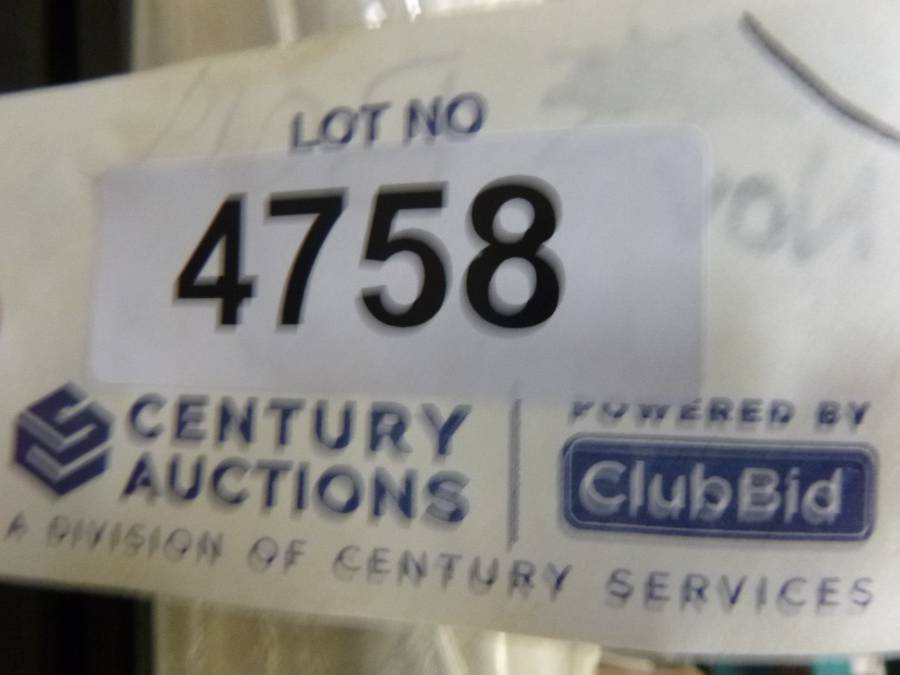 LOT NO
4758
CENTURY
AUCTIONS
POWERED BY
ClubBid
A DIVISION OF CENTURY SERVICES